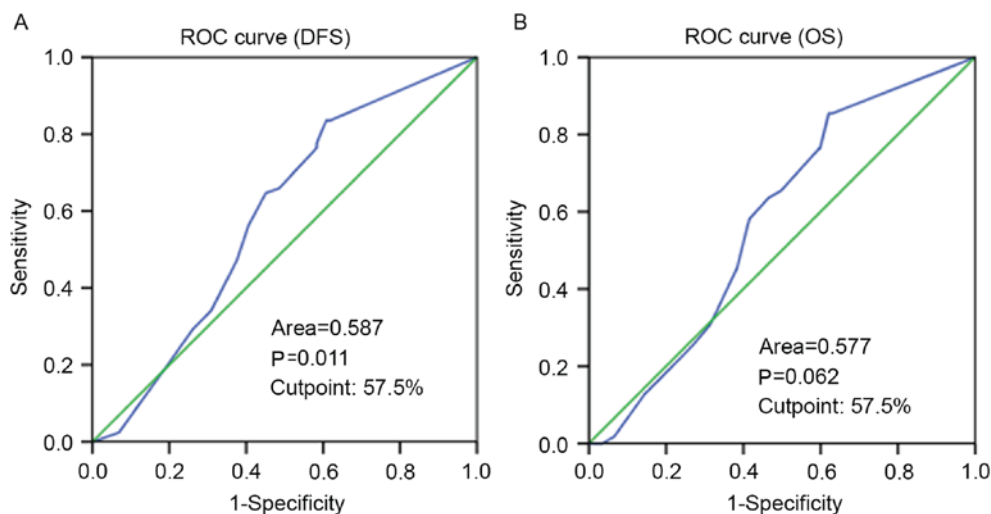 A
ROC curve (DFS)
1.0
0.8
0.6
0.4
0.2
0.0
Sensitivity
Area=0.587
P=0.011
Cutpoint: 57.5%
0.0 0.2 0.4 0.6 0.8 1.0
1-Specificity
B
ROC curve (OS)
1.0
0.8
0.6
0.4
0.2
0.0
Sensitivity
Area=0.577
P=0.062
Cutpoint: 57.5%
0.0 0.2 0.4 0.6 0.8 1.0
1-Specificity